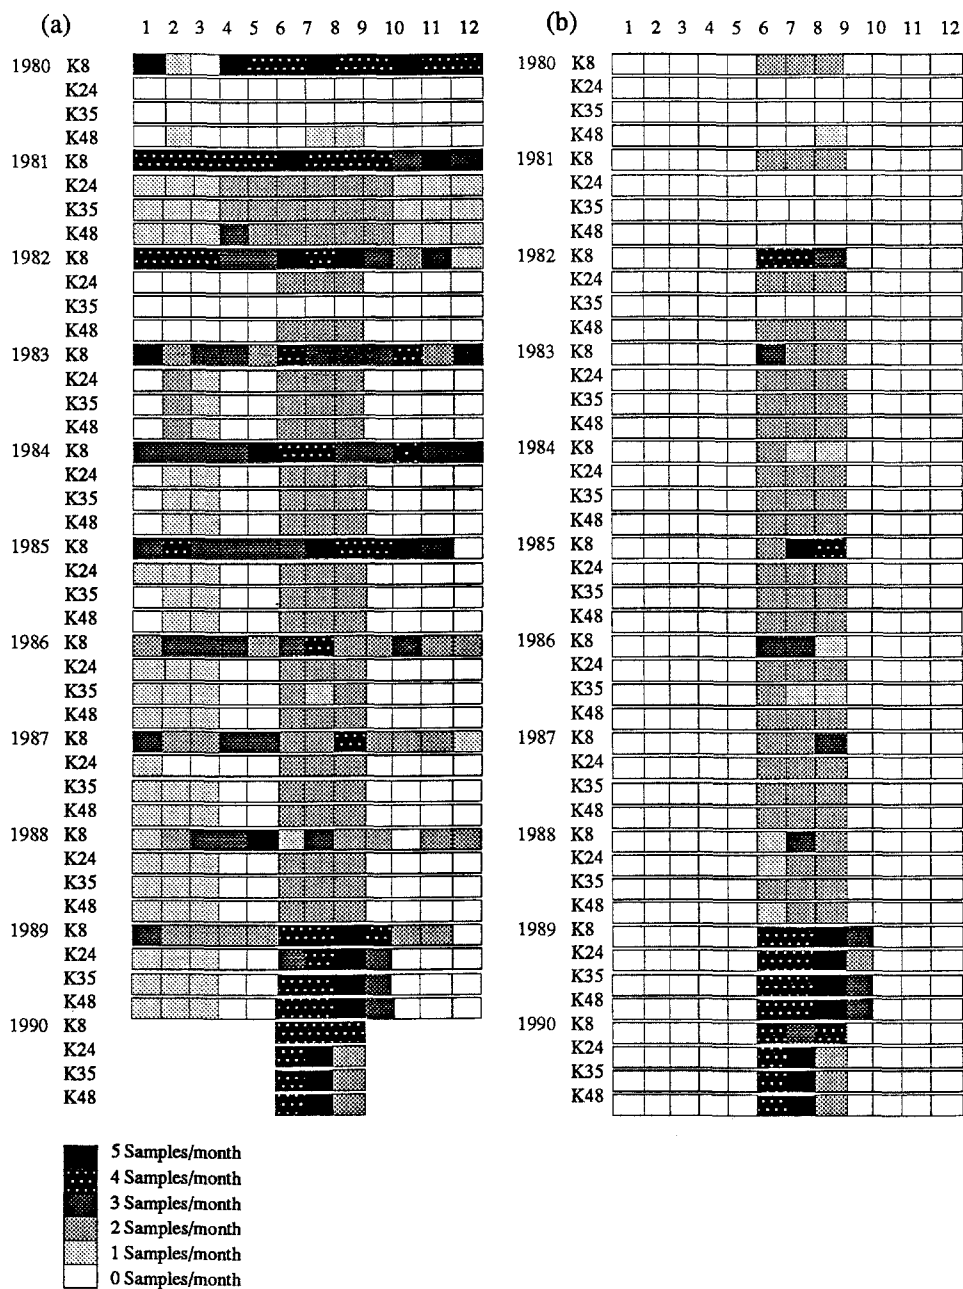 (a) 1 2 3 4 5 6 7 8 9 10 11 12
(b) 1 2 3 4 5 6 7 8 9 10 11 12
1980 K8
K24
K35
K48
1981 K8
K24
K35
K48
1982 K8
K24
K35
K48
1983 K8
K24
K35
K48
1984 K8
K24
K35
K48
1985 K8
K24
K35
K48
1986 K8
K24
K35
K48
1987 K8
K24
K35
K48
1988 K8
K24
K35
K48
1989 K8
K24
K35
K48
1990 K8
K24
K35
K48
1980 K8
K24
K35
K48
1981 K8
K24
K35
K48
1982 K8
K24
K35
K48
1983 K8
K24
K35
K48
1984 K8
K24
K35
K48
1985 K8
K24
K35
K48
1986 K8
K24
K35
K48
1987 K8
K24
K35
K48
1988 K8
K24
K35
K48
1989 K8
K24
K35
K48
1990 K8
K24
K35
K48
5 Samples/month
4 Samples/month
3 Samples/month
2 Samples/month
1 Samples/month
0 Samples/month